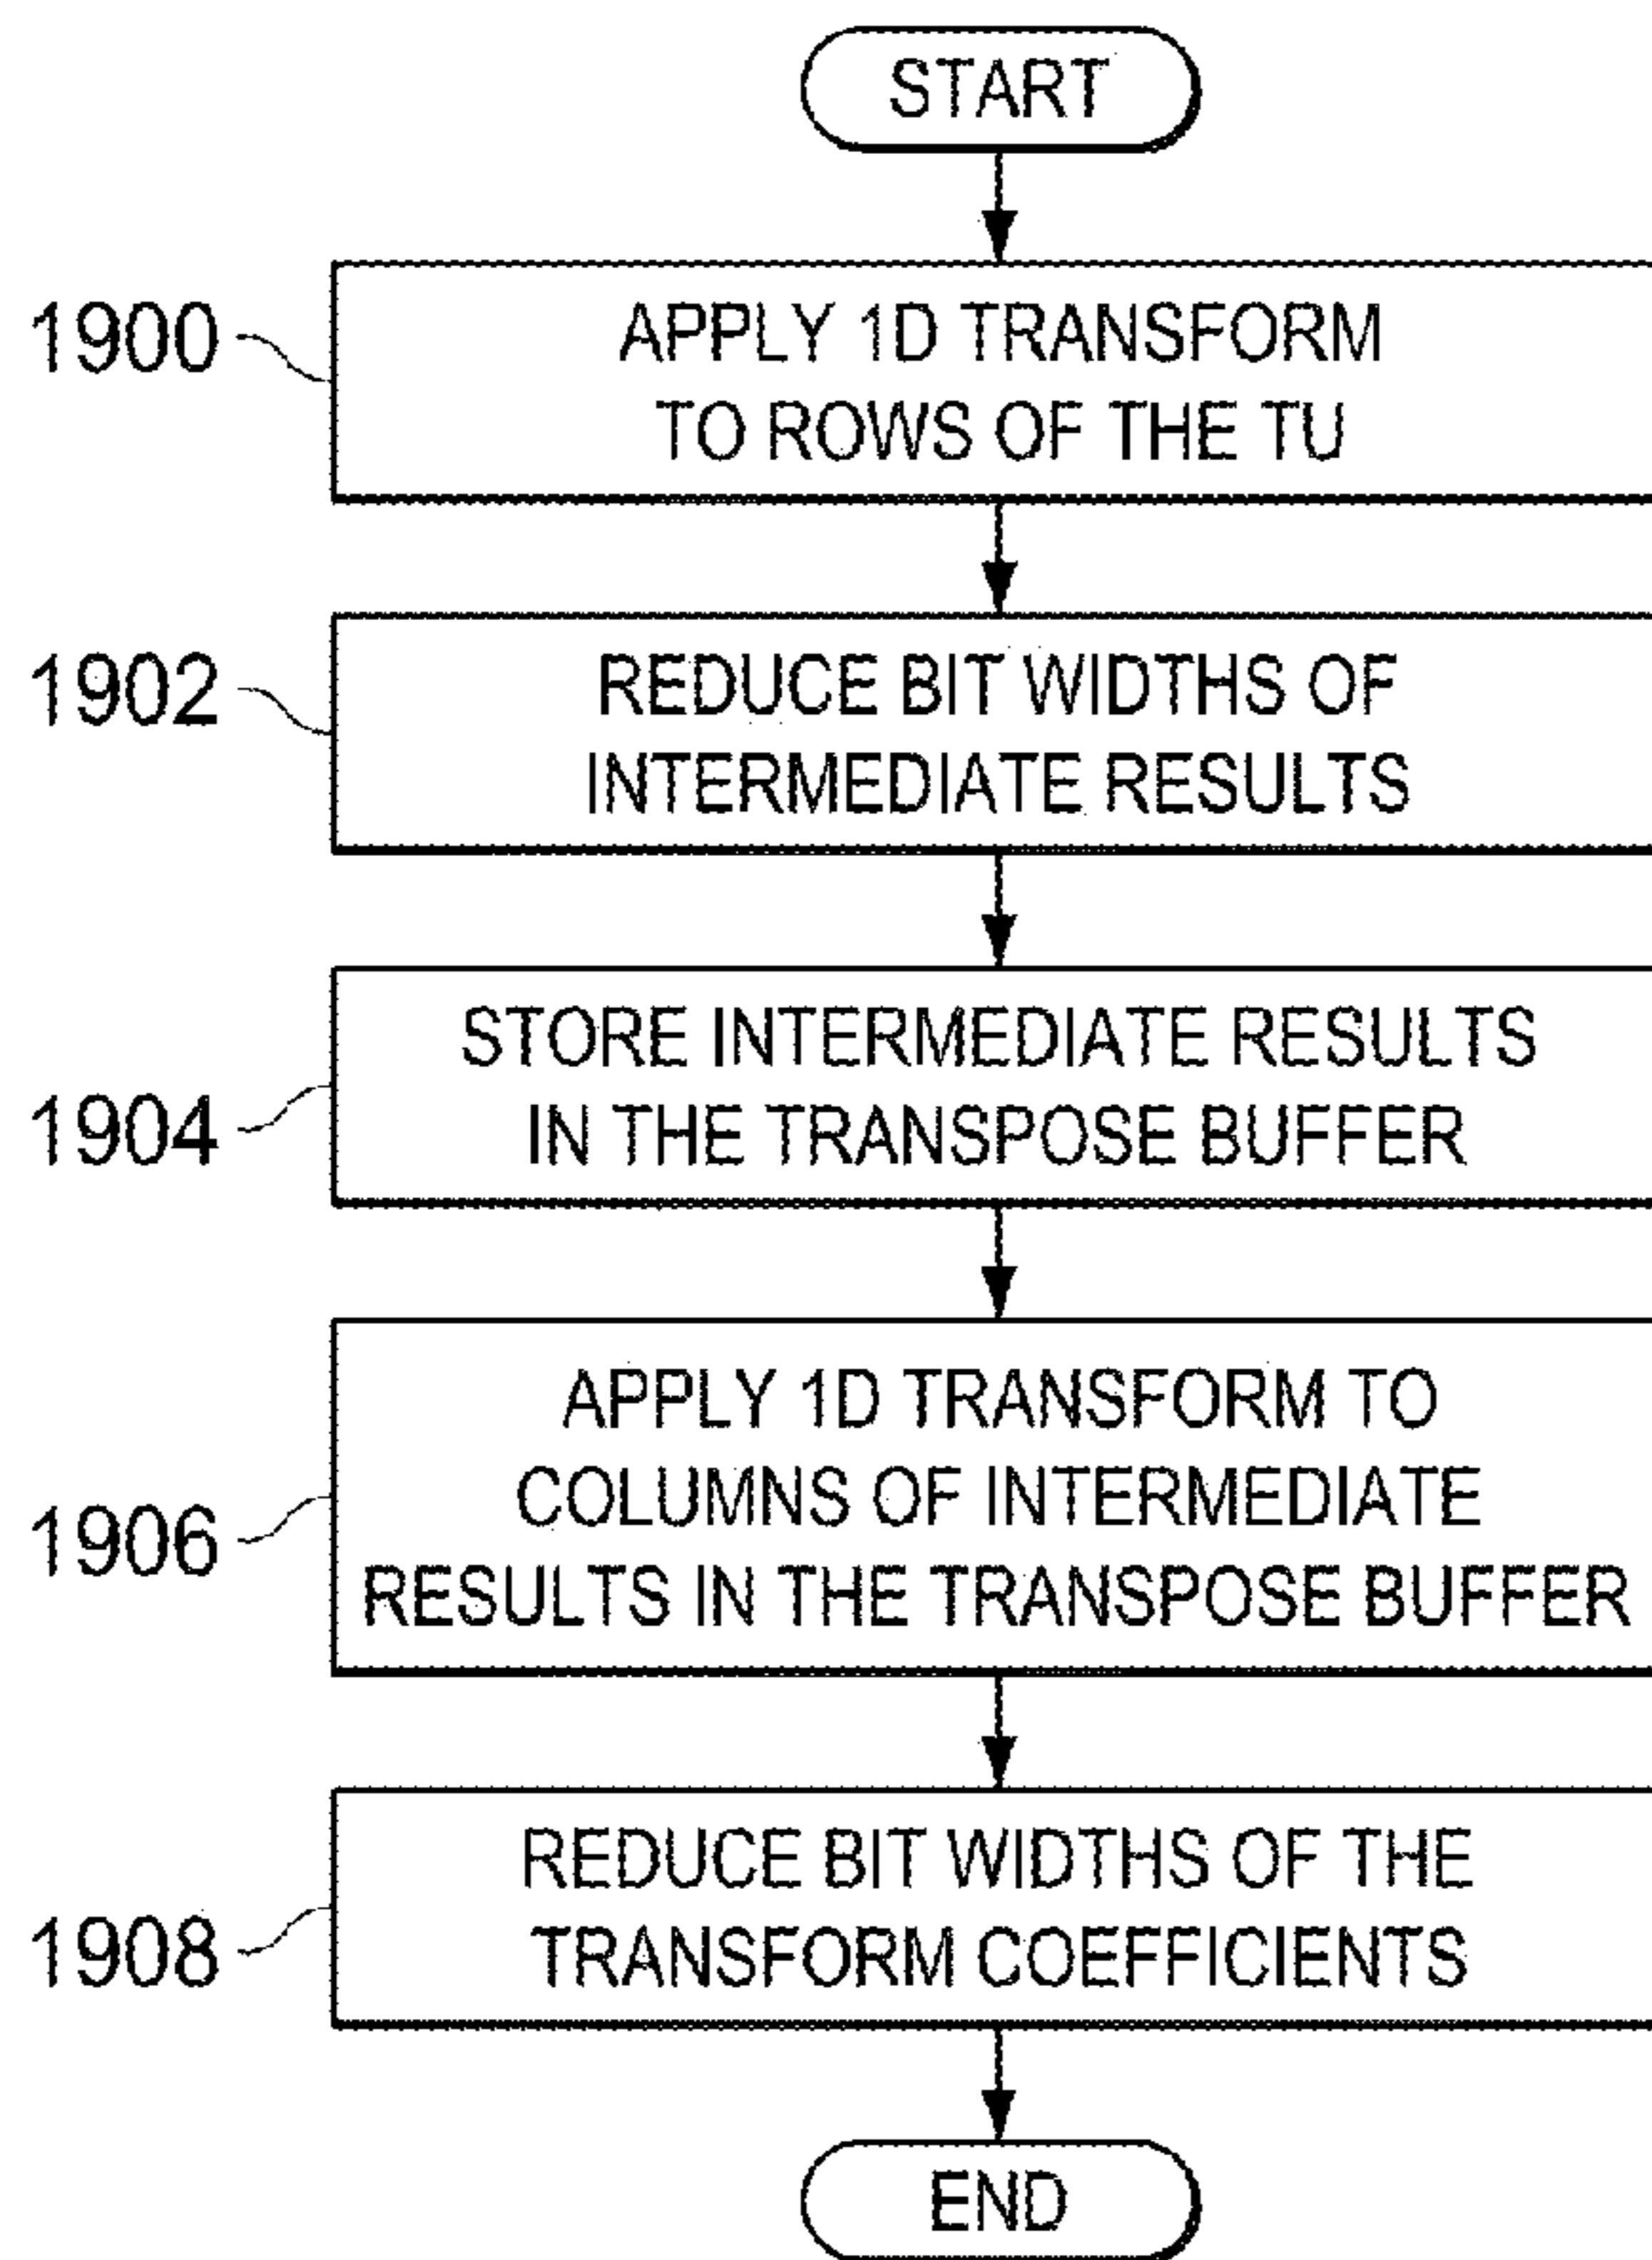 START
1900
APPLY 1D TRANSFORM
TO ROWS OF THE TU
1902
REDUCE BIT WIDTHS OF
INTERMEDIATE RESULTS
1904
STORE INTERMEDIATE RESULTS
IN THE TRANSPOSE BUFFER
1906
APPLY 1D TRANSFORM TO
COLUMNS OF INTERMEDIATE
RESULTS IN THE TRANSPOSE BUFFER
1908
REDUCE BIT WIDTHS OF THE
TRANSFORM COEFFICIENTS
END